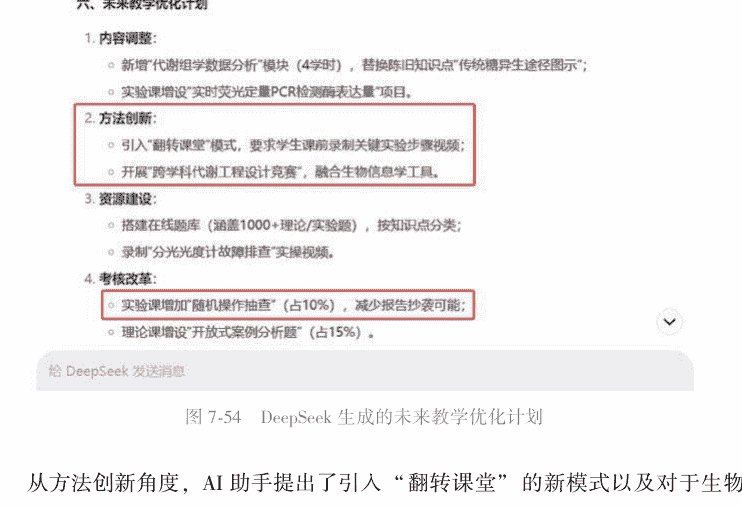 六、未来教学优化计划
1. 内容调整：
○ 新增"代谢组学数据分析"模块（4学时），替换陈旧知识点"传统糖异生途径图示"；
○ 实验课增设"实时荧光定量PCR检测酶表达量"项目。
2. 方法创新：
○ 引入"翻转课堂"模式，要求学生课前录制关键实验步骤视频；
○ 开展"跨学科代谢工程设计竞赛"，融合生物信息学工具。
3. 资源建设：
○ 搭建在线题库（涵盖1000+理论/实验题），按知识点分类；
○ 录制"分光光度计故障排查"实操视频。
4. 考核改革：
○ 实验课增加"随机操作抽查"（占10%），减少报告抄袭可能；
○ 理论课增设"开放式案例分析题"（占15%）。
给 DeepSeek 发送消息
图 7-54 DeepSeek 生成的未来教学优化计划
从方法创新角度，AI 助手提出了引入“翻转课堂”的新模式以及对于生物